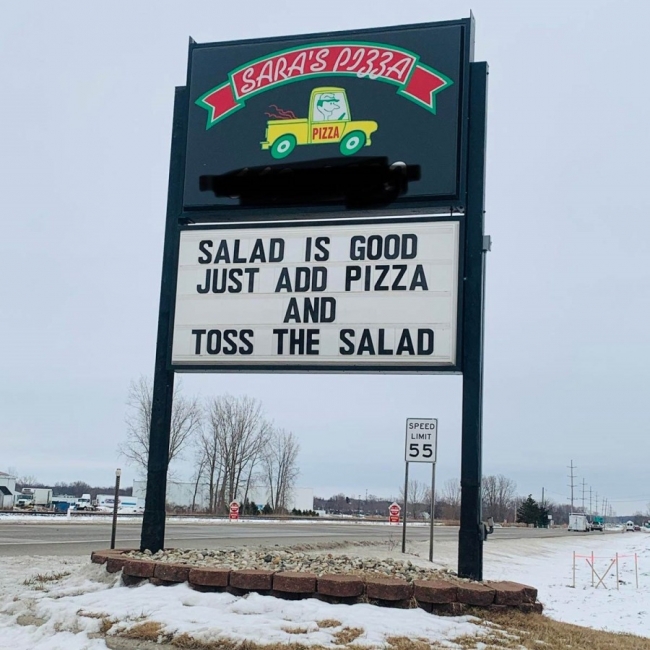 SARA'S PIZZA
PIZZA
SALAD IS GOOD
JUST ADD PIZZA
AND
TOSS THE SALAD
SPEED
LIMIT
55